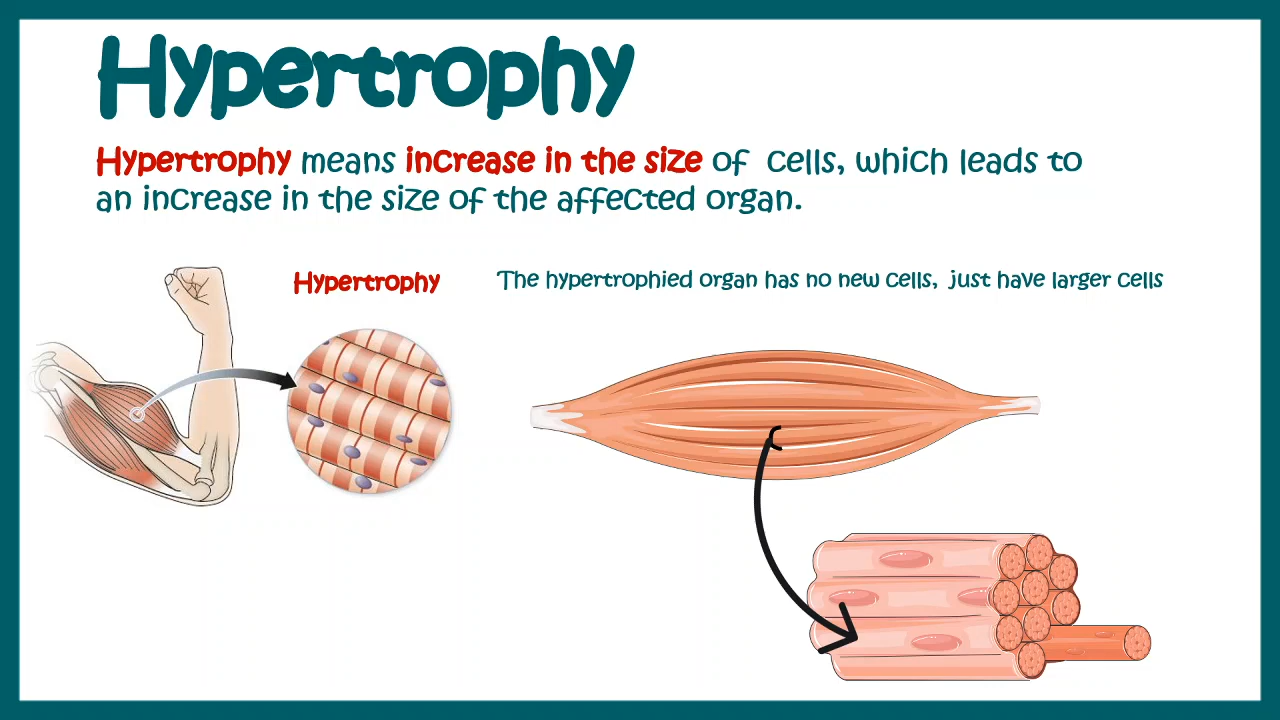 Hypertrophy
Hypertrophy means increase in the size of cells, which leads to
an increase in the size of the affected organ.
Hypertrophy
The hypertrophied organ has no new cells, just have larger cells